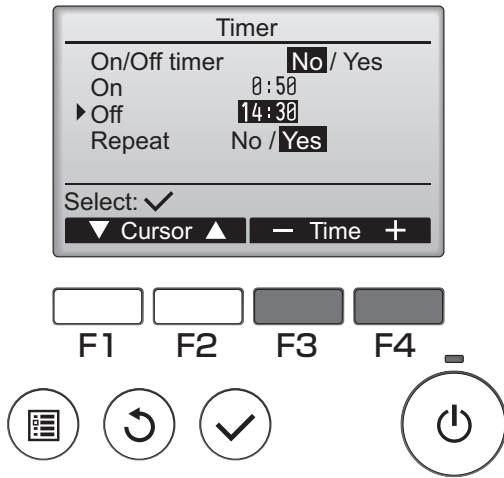 Timer
On/Off timer No / Yes
On 0:50
Off 14:30
Repeat No / Yes
Select:
Cursor — Time +
F1 F2 F3 F4